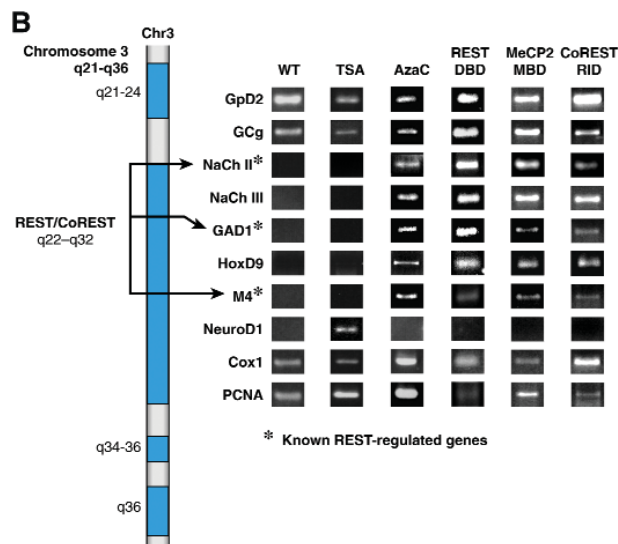 B
Chr3
Chromosome 3
q21-q36
q21-24
REST/CoREST
q22–q32
q34-36
q36
WT TSA AzaC REST DBD MeCP2 MBD CoREST RID
GpD2
GCg
NaCh II*
NaCh III
GAD1*
HoxD9
M4*
NeuroD1
Cox1
PCNA
* Known REST-regulated genes